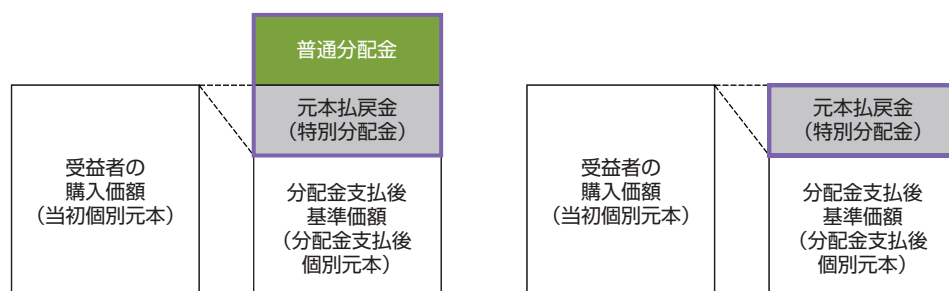 普通分配金
元本払戻金
（特別分配金）
受益者の
購入価額
（当初個別元本）
分配金支払後
基準価額
（分配金支払後
個別元本）
元本払戻金
（特別分配金）
受益者の
購入価額
（当初個別元本）
分配金支払後
基準価額
（分配金支払後
個別元本）